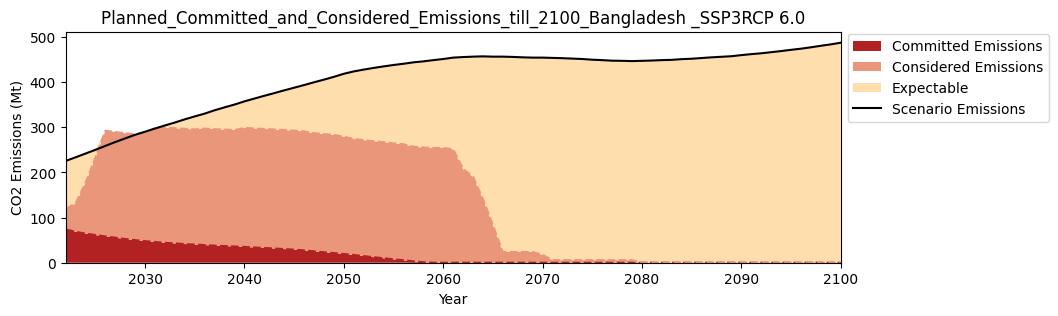 Planned_Committed_and_Considered_Emissions_till_2100_Bangladesh _SSP3RCP 6.0
CO2 Emissions (Mt)
500
400
300
200
100
0
2030 2040 2050 2060 2070 2080 2090 2100
Year
Committed Emissions
Considered Emissions
Expectable
Scenario Emissions